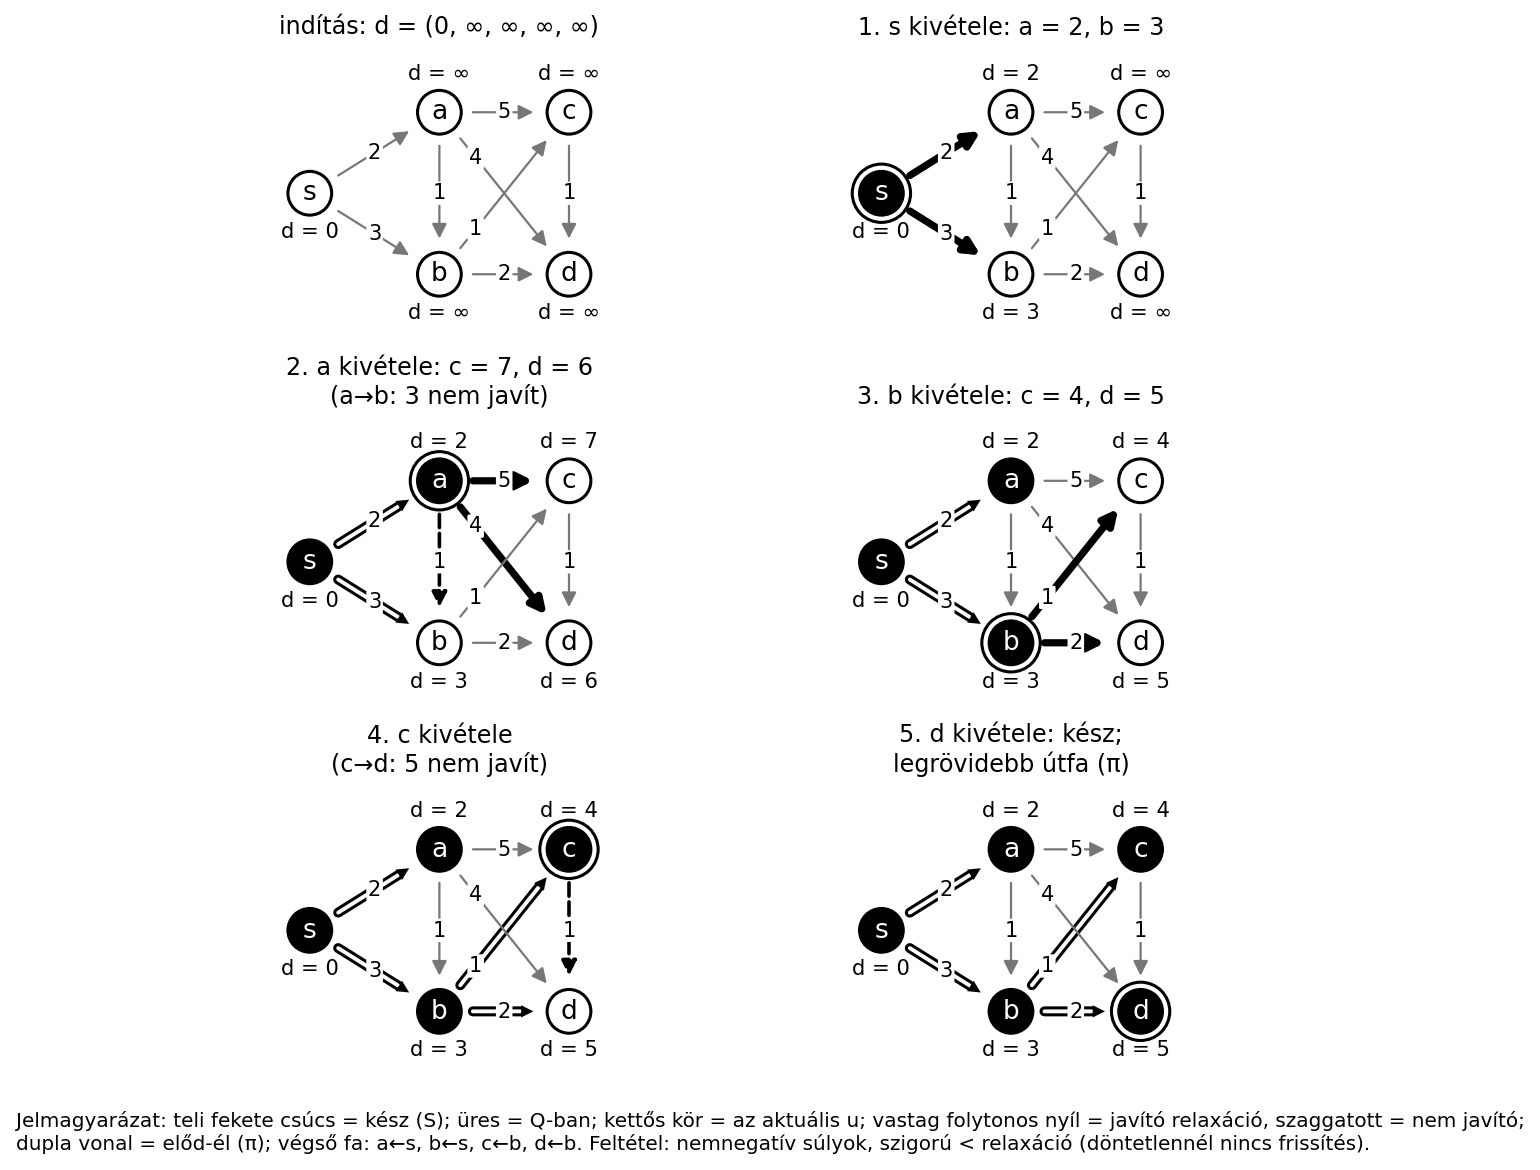 indítás: d = (0, ∞, ∞, ∞, ∞)
d = ∞ d = ∞
a 5 c
2 4
s 1 1
d = 0 3 1
b 2 d
d = ∞ d = ∞
1. s kivétele: a = 2, b = 3
d = 2 d = ∞
a 5 c
2 4
s 1 1
d = 0 3 1
b 2 d
d = 3 d = ∞
2. a kivétele: c = 7, d = 6
(a→b: 3 nem javít)
d = 2 d = 7
a 5 c
2 4
s 1 1
d = 0 3 1
b 2 d
d = 3 d = 6
3. b kivétele: c = 4, d = 5
d = 2 d = 4
a 5 c
2 4
s 1 1
d = 0 3 1
b 2 d
d = 3 d = 5
4. c kivétele
(c→d: 5 nem javít)
d = 2 d = 4
a 5 c
2 4
s 1 1
d = 0 3 1
b 2 d
d = 3 d = 5
5. d kivétele: kész;
legrövidebb útfa (π)
d = 2 d = 4
a 5 c
2 4
s 1 1
d = 0 3 1
b 2 d
d = 3 d = 5
Jelmagyarázat: teli fekete csúcs = kész (S); üres = Q-ban; kettős kör = az aktuális u; vastag folytonos nyíl = javító relaxáció, szaggatott = nem javító;
dupla vonal = előd-él (π); végső fa: a←s, b←s, c←b, d←b. Feltétel: nemnegatív súlyok, szigorú < relaxáció (döntetlennél nincs frissítés).